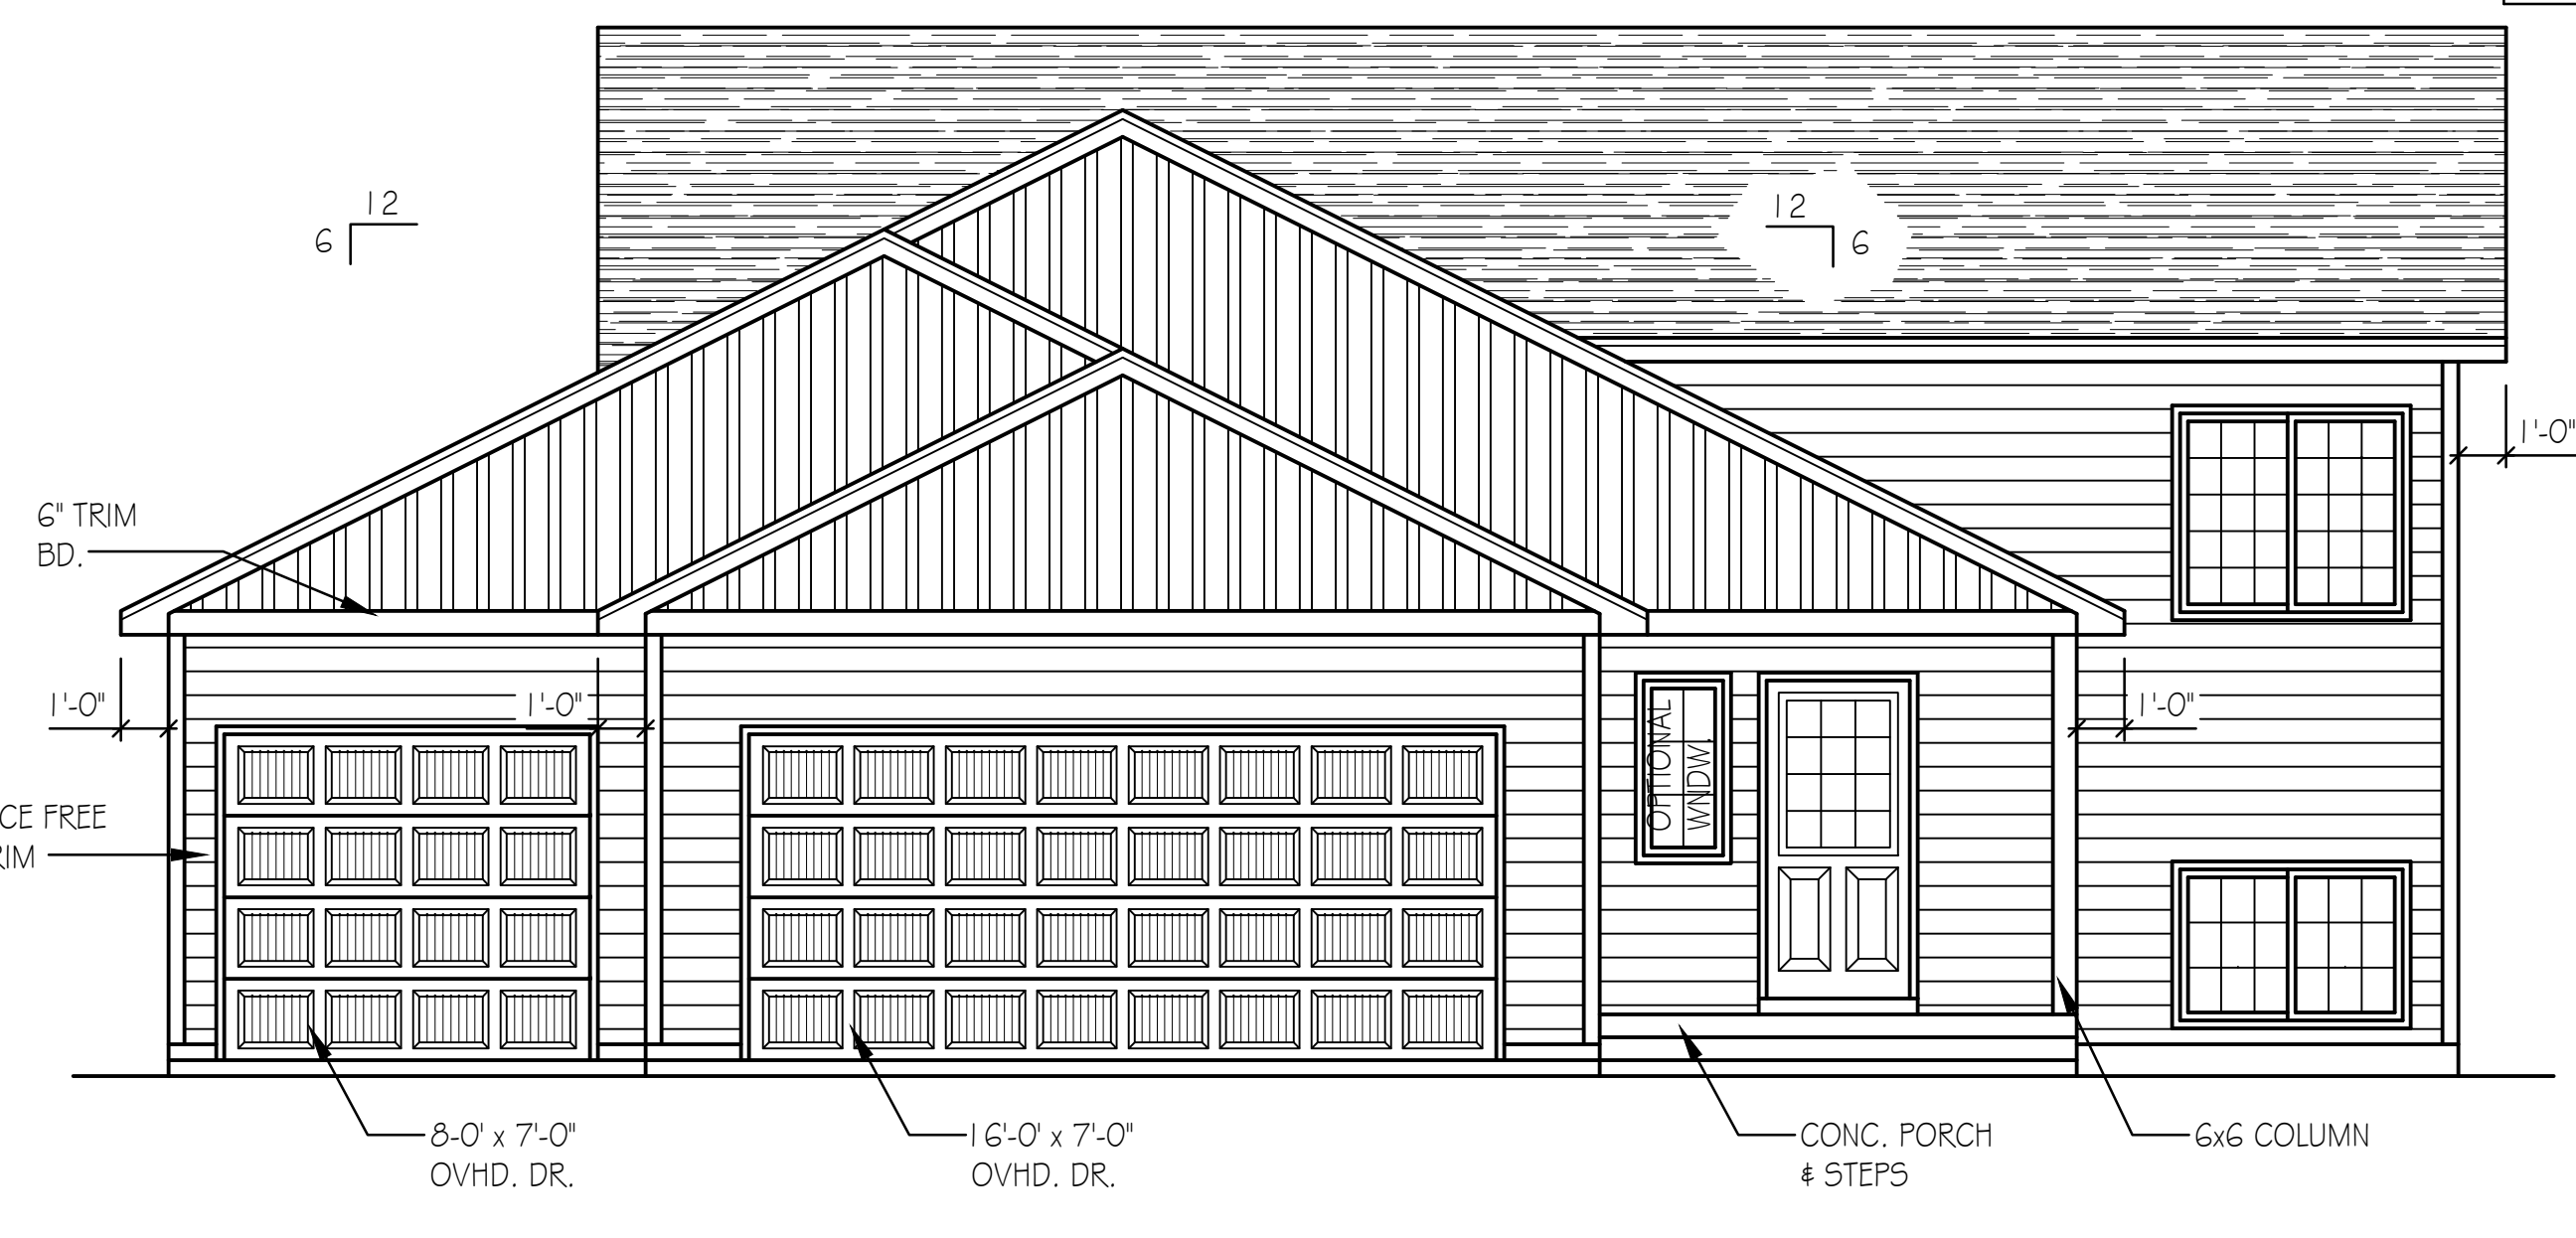 12
6
12
6
6" TRIM
BD.
1'-0"
1'-0"
1'-0"
1'-0"
OPTIONAL
WNDW.
CE FREE
RIM
8-0' x 7'-0"
OVHD. DR.
16'-0' x 7'-0"
OVHD. DR.
CONC. PORCH
& STEPS
6x6 COLUMN